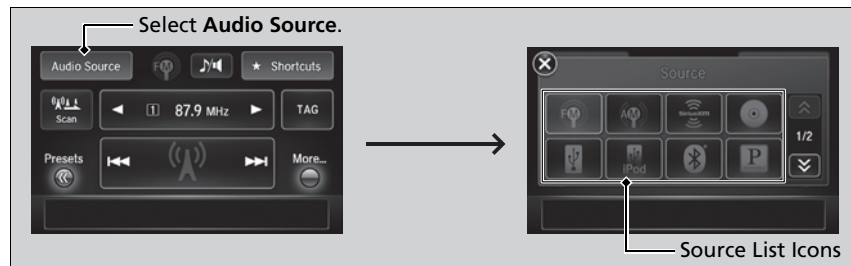 Select Audio Source.
Audio Source FM ★ Shortcuts
Scan 1 87.9 MHz TAG
Presets More...
Source
FM AM SiriusXM
1/2
iPod P
Source List Icons